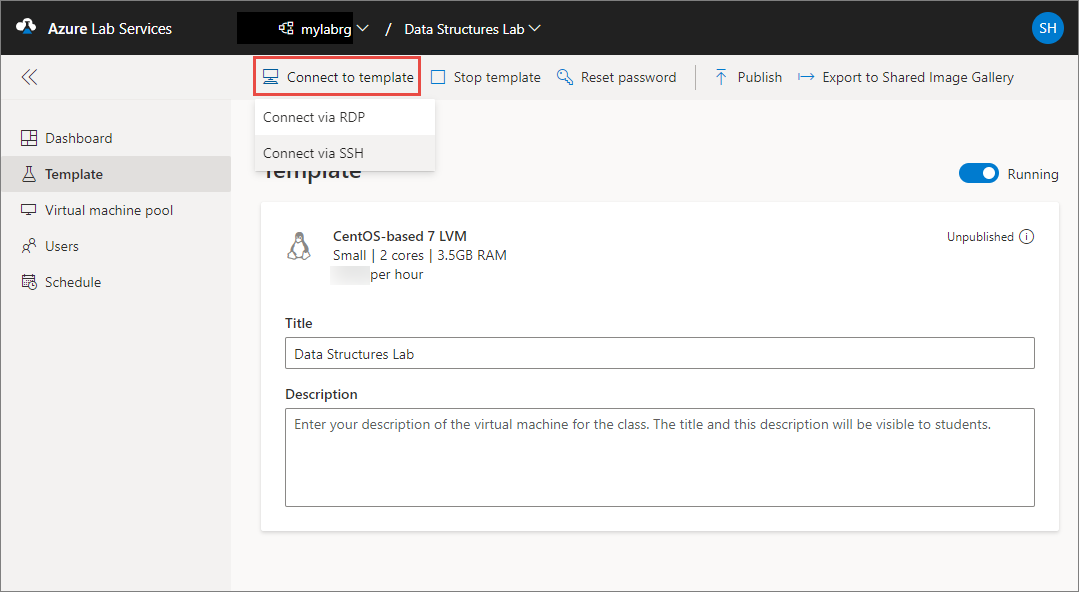 Azure Lab Services
mylabrg / Data Structures Lab
SH
Connect to template
Stop template
Reset password
Publish
Export to Shared Image Gallery
Connect via RDP
Connect via SSH
Dashboard
Template
Virtual machine pool
Users
Schedule
Template
Running
CentOS-based 7 LVM
Small | 2 cores | 3.5GB RAM
per hour
Unpublished
Title
Data Structures Lab
Description
Enter your description of the virtual machine for the class. The title and this description will be visible to students.